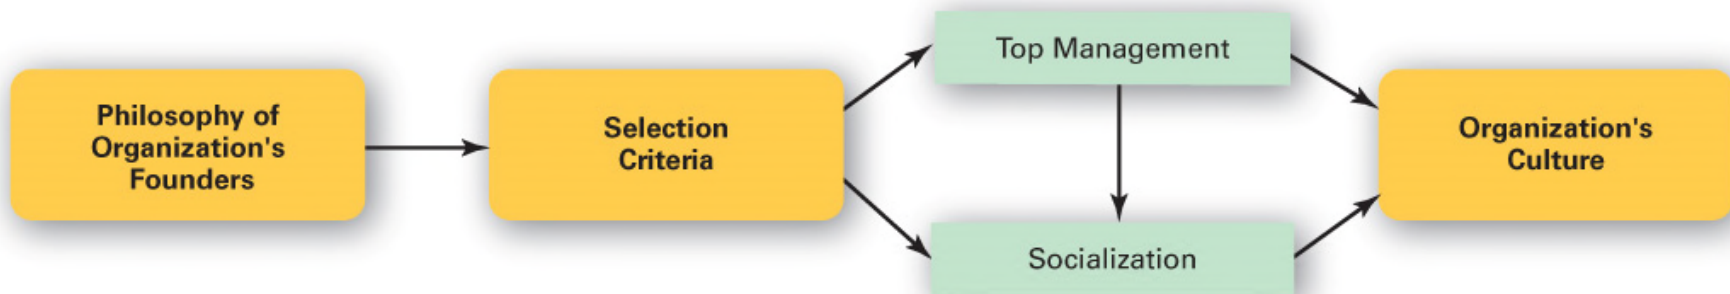 Philosophy of
Organization's
Founders
Selection
Criteria
Top Management
Socialization
Organization's
Culture